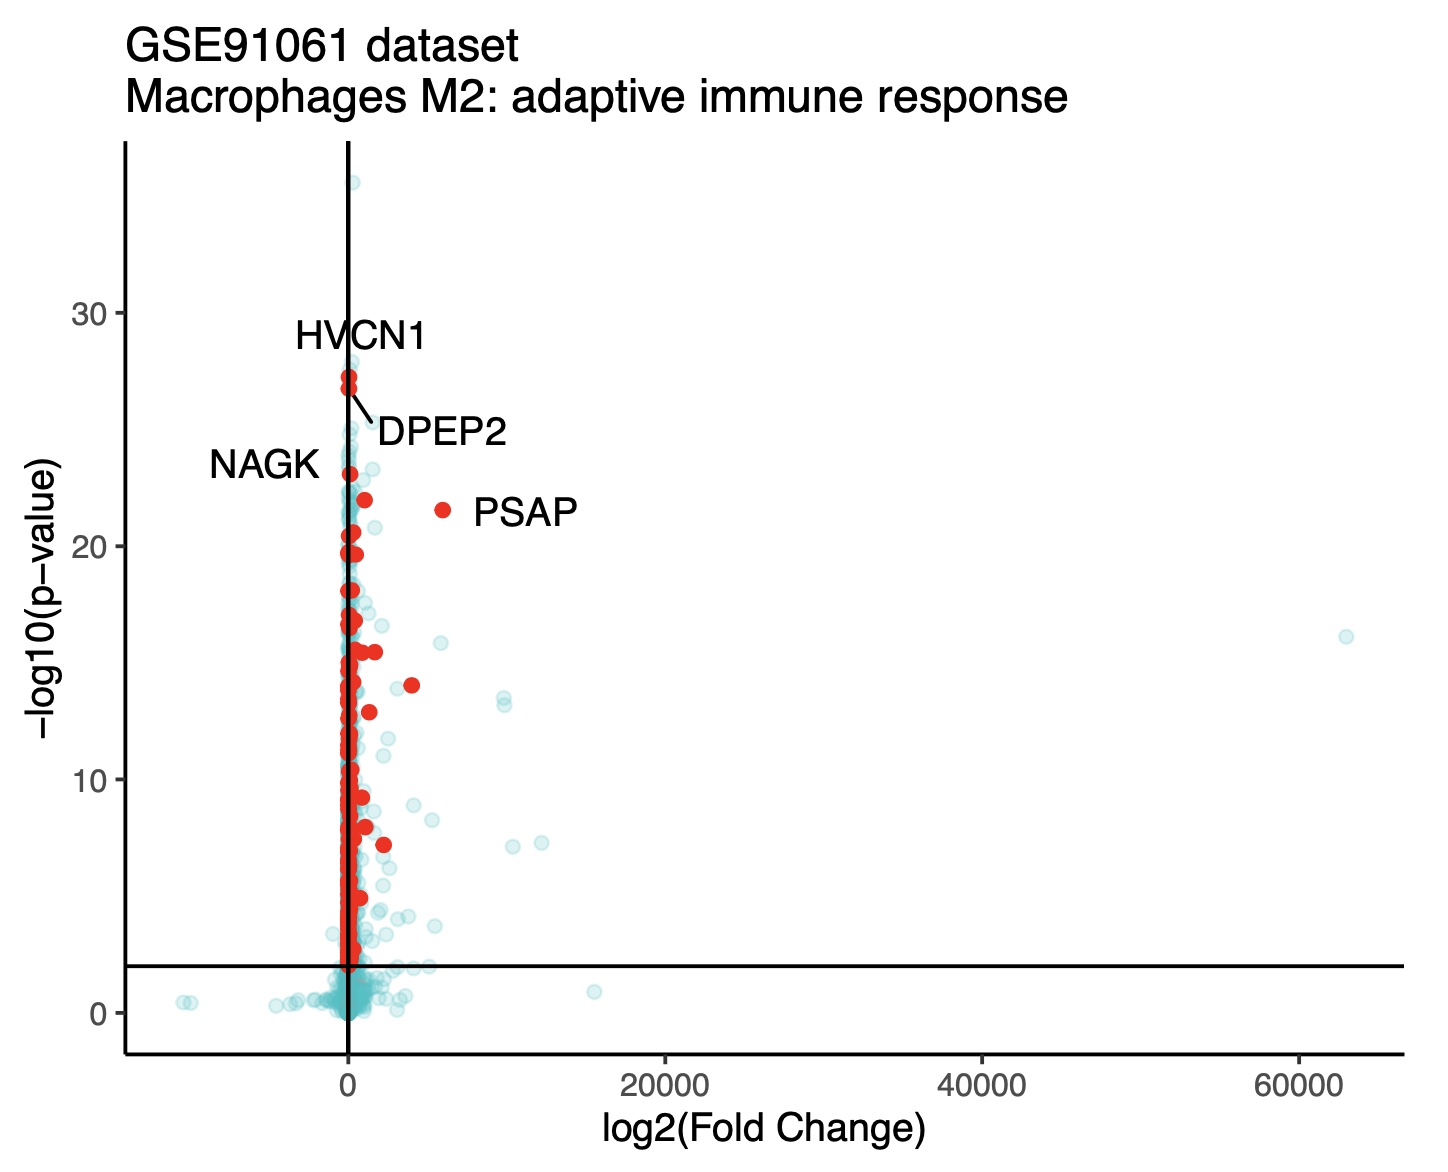 GSE91061 dataset
Macrophages M2: adaptive immune response
30
HVCN1
DPEP2
NAGK
PSAP
20
10
0
−log10(p−value)
0 20000 40000 60000
log2(Fold Change)